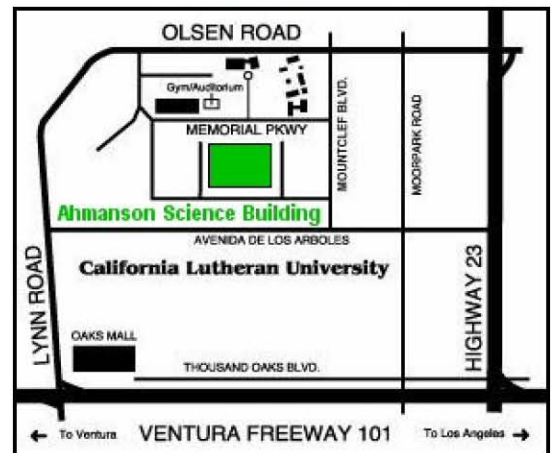 OLSEN ROAD
Gym/Auditorium
MEMORIAL PKWY
MOUNTCLEF BLVD.
MOORPARK ROAD
Ahmanson Science Building
AVENIDA DE LOS ARBOLES
California Lutheran University
LYNN ROAD
HIGHWAY 23
OAKS MALL
THOUSAND OAKS BLVD.
← To Ventura
VENTURA FREEWAY 101
To Los Angeles →